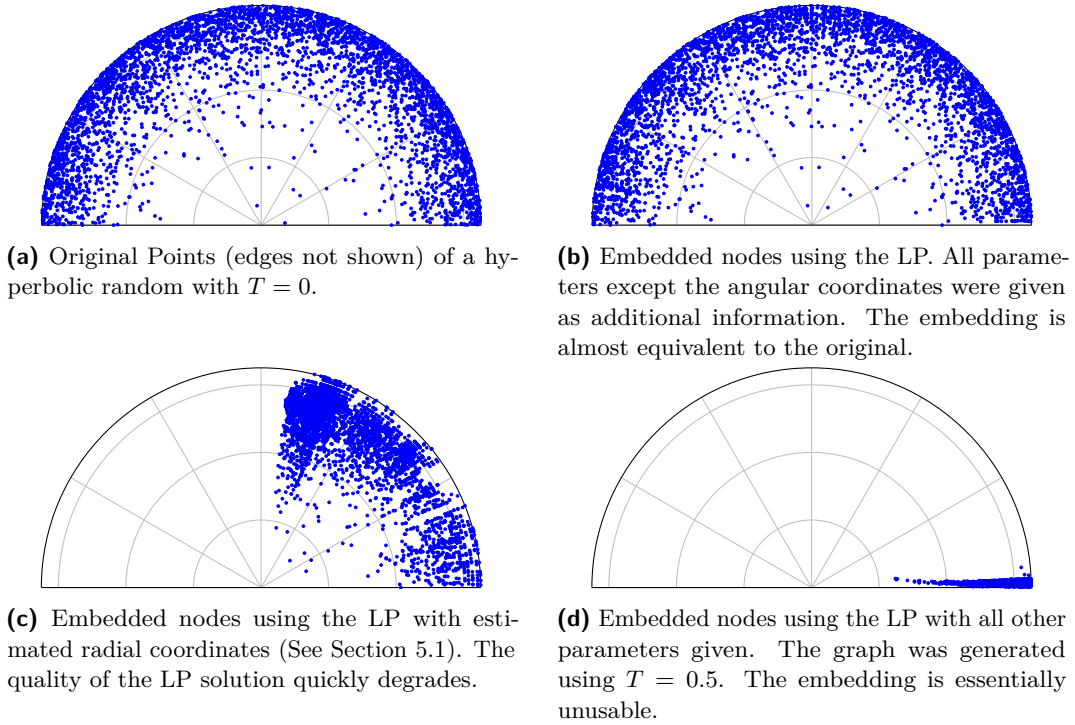 (a) Original Points (edges not shown) of a hy-
perbolic random with T = 0.
(b) Embedded nodes using the LP. All parame-
ters except the angular coordinates were given
as additional information. The embedding is
almost equivalent to the original.
(c) Embedded nodes using the LP with esti-
mated radial coordinates (See Section 5.1). The
quality of the LP solution quickly degrades.
(d) Embedded nodes using the LP with all other
parameters given. The graph was generated
using T = 0.5. The embedding is essentially
unusable.